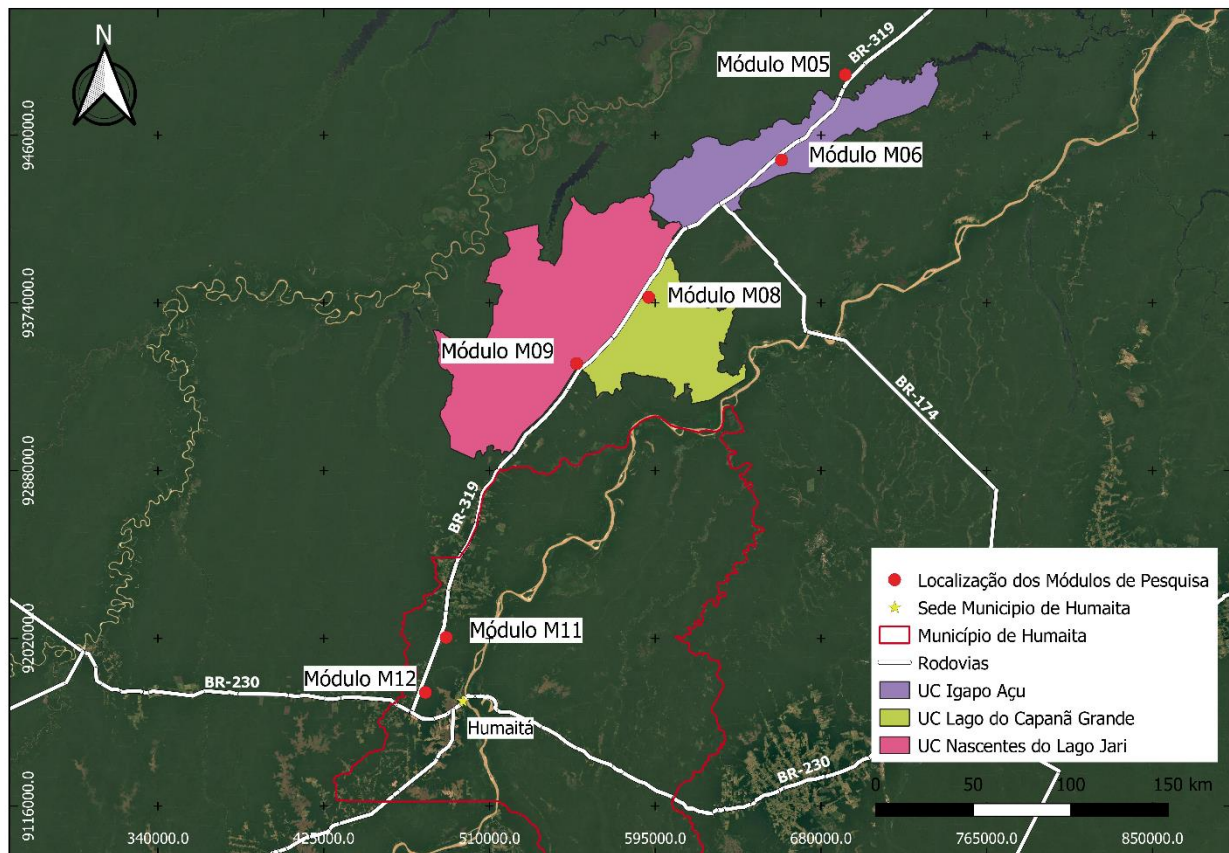 N
BR-319
Módulo M05
Módulo M06
Módulo M08
Módulo M09
BR-174
BR-319
Módulo M11
Módulo M12
BR-230
Humaitá
BR-230
9460000.0
9374000.0
9288000.0
9202000.0
9116000.0
340000.0
425000.0
510000.0
595000.0
680000.0
765000.0
850000.0
Localização dos Módulos de Pesquisa
Sede Municipio de Humaita
Município de Humaita
Rodovias
UC Igapo Açu
UC Lago do Capanã Grande
UC Nascentes do Lago Jari
0 50 100 150 km